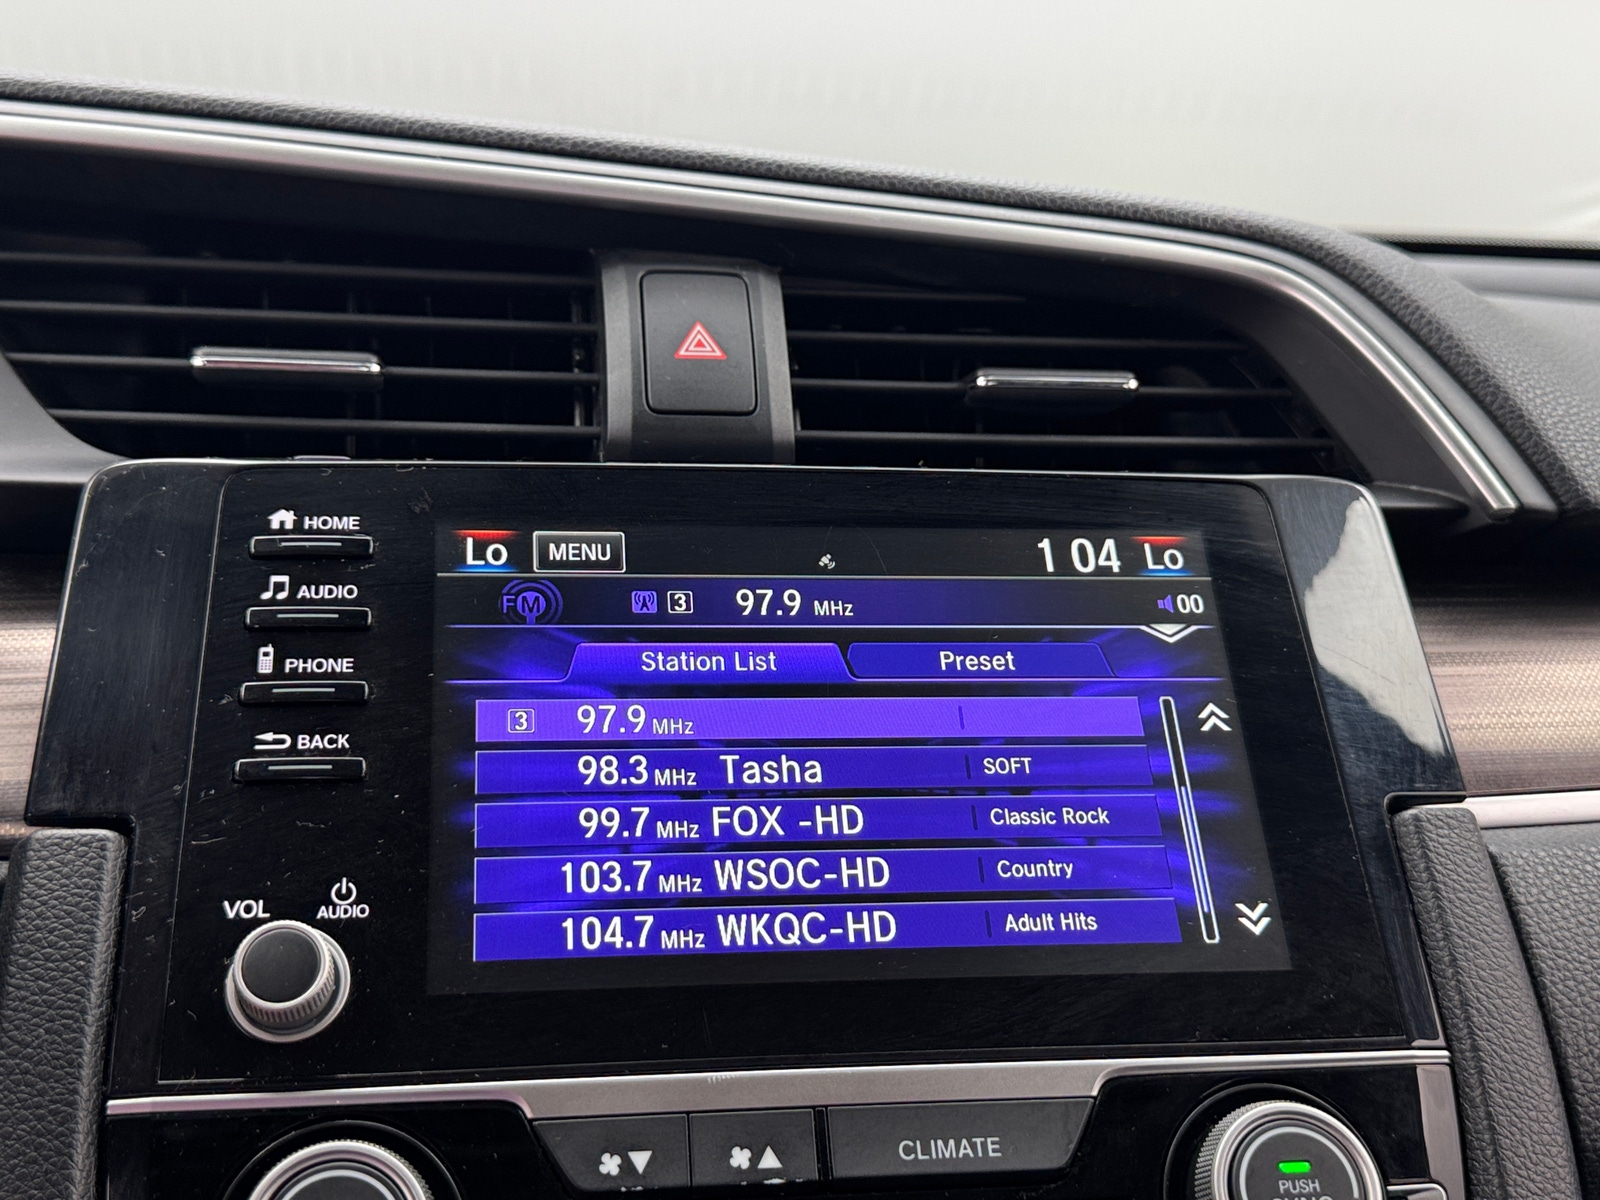 HOME
AUDIO
PHONE
BACK
VOL
AUDIO
Lo MENU 1 04 Lo
FM 3 97.9 MHz 00
Station List Preset
3 97.9 MHz
98.3 MHz Tasha SOFT
99.7 MHz FOX -HD Classic Rock
103.7 MHz WSOC-HD Country
104.7 MHz WKQC-HD Adult Hits
CLIMATE
PUSH